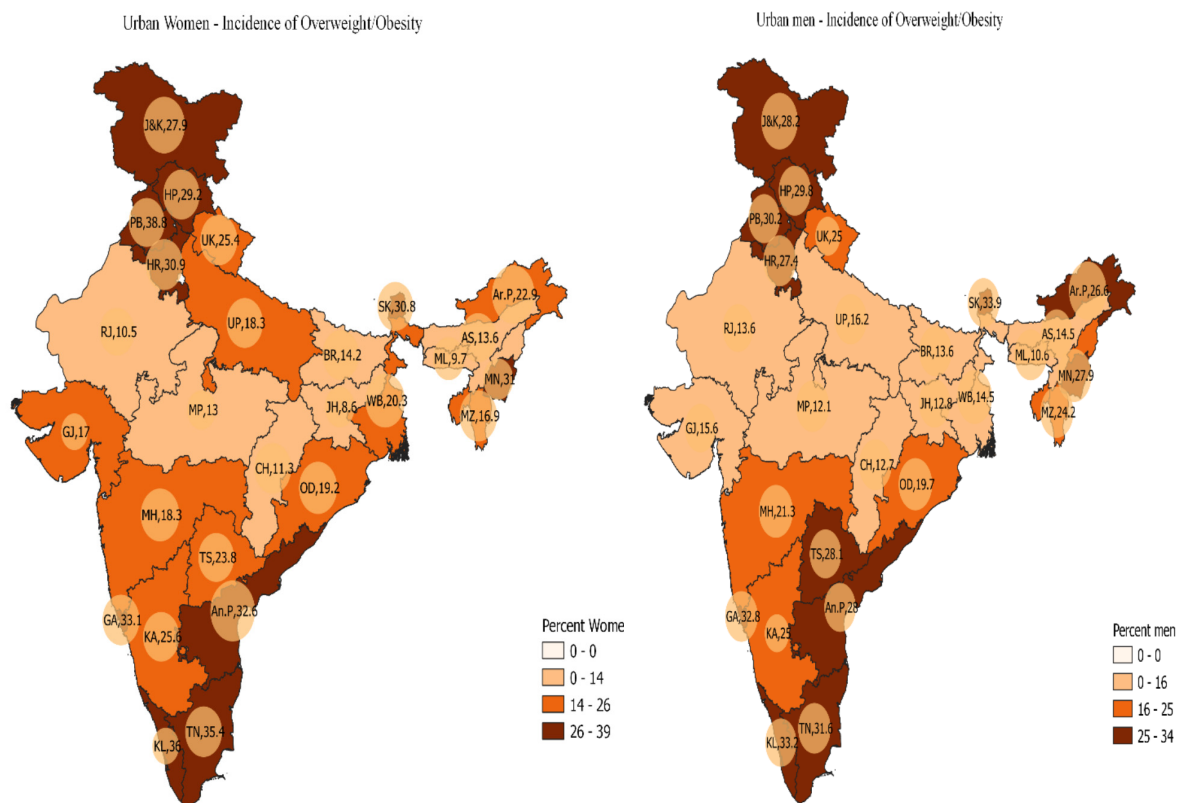 Urban Women - Incidence of Overweight/Obesity
J&K,27.9
HP,29.2
PB,38.8
UK,25.4
HR,30.9
Ar.P,22.9
SK,30.8
UP,18.3
RJ,10.5
AS,13.6
BR,14.2
ML,9.7
MN,31
MP,13
JH,8.6
WB,20.3
MZ,16.9
GJ,17
CH,11.3
OD,19.2
MH,18.3
TS,23.8
An.P,32.6
GA,33.1
KA,25.6
TN,35.4
KL,36
Percent Wome
0 - 0
0 - 14
14 - 26
26 - 39
Urban men - Incidence of Overweight/Obesity
J&K,28.2
HP,29.8
PB,30.2
UK,25
HR,27.4
Ar.P,26.6
SK,33.9
UP,16.2
RJ,13.6
AS,14.5
BR,13.6
ML,10.6
MN,27.9
MP,12.1
JH,12.8
WB,14.5
MZ,24.2
GJ,15.6
CH,12.7
OD,19.7
MH,21.3
TS,28.1
An.P,28
GA,32.8
KA,25
TN,31.6
KL,33.2
Percent men
0 - 0
0 - 16
16 - 25
25 - 34